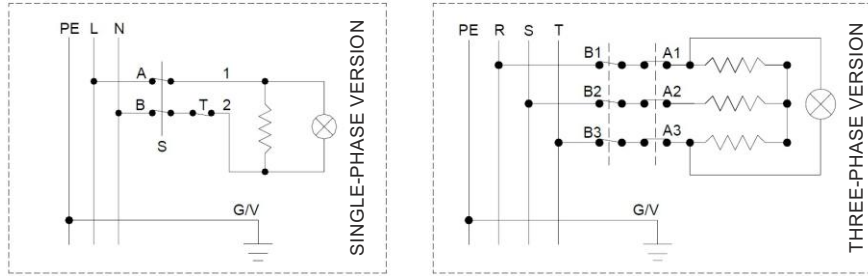 PE L N
A 1
B T 2
S
G/V
SINGLE-PHASE VERSION
PE R S T
B1 A1
B2 A2
B3 A3
G/V
THREE-PHASE VERSION